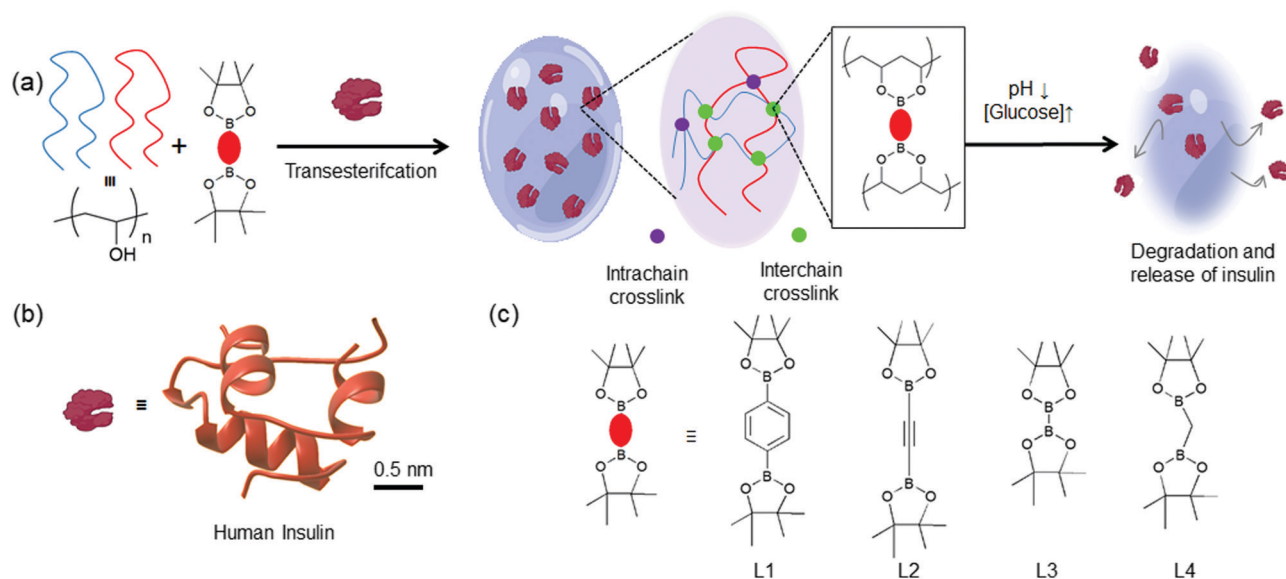 (a)
+
III
n
OH
B
O
O
B
O
O
Transesterifcation
Intrachain
crosslink
Interchain
crosslink
O
O
B
B
O
O
pH ↓
[Glucose]↑
Degradation and
release of insulin
(b)
≡
0.5 nm
Human Insulin
(c)
O
O
B
B
O
O
≡
O
O
B
B
O
O
L1
O
O
B
B
O
O
L2
O
O
B
B
O
O
L3
O
O
B
B
O
O
L4